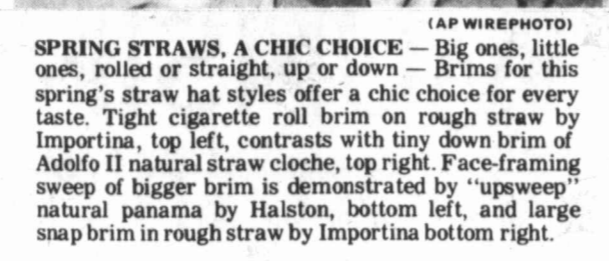 (AP WIREPHOTO)
SPRING STRAWS, A CHIC CHOICE — Big ones, little
ones, rolled or straight, up or down — Brims for this
spring's straw hat styles offer a chic choice for every
taste. Tight cigarette roll brim on rough straw by
Importina, top left, contrasts with tiny down brim of
Adolfo II natural straw cloche, top right. Face-framing
sweep of bigger brim is demonstrated by "upsweep"
natural panama by Halston, bottom left, and large
snap brim in rough straw by Importina bottom right.